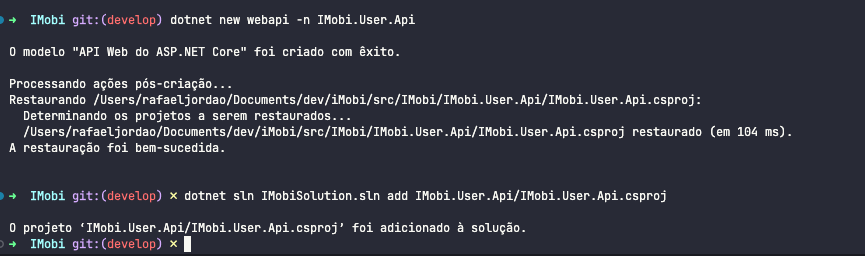 ➜ IMobi git:(develop) dotnet new webapi -n IMobi.User.Api
O modelo "API Web do ASP.NET Core" foi criado com êxito.
Processando ações pós-criação...
Restaurando /Users/rafaeljordao/Documents/dev/iMobi/src/IMobi/IMobi.User.Api/IMobi.User.Api.csproj:
Determinando os projetos a serem restaurados...
/Users/rafaeljordao/Documents/dev/iMobi/src/IMobi/IMobi.User.Api/IMobi.User.Api.csproj restaurado (em 104 ms).
A restauração foi bem-sucedida.
➜ IMobi git:(develop) ✗ dotnet sln IMobiSolution.sln add IMobi.User.Api/IMobi.User.Api.csproj
O projeto ‘IMobi.User.Api/IMobi.User.Api.csproj’ foi adicionado à solução.
➜ IMobi git:(develop) ✗